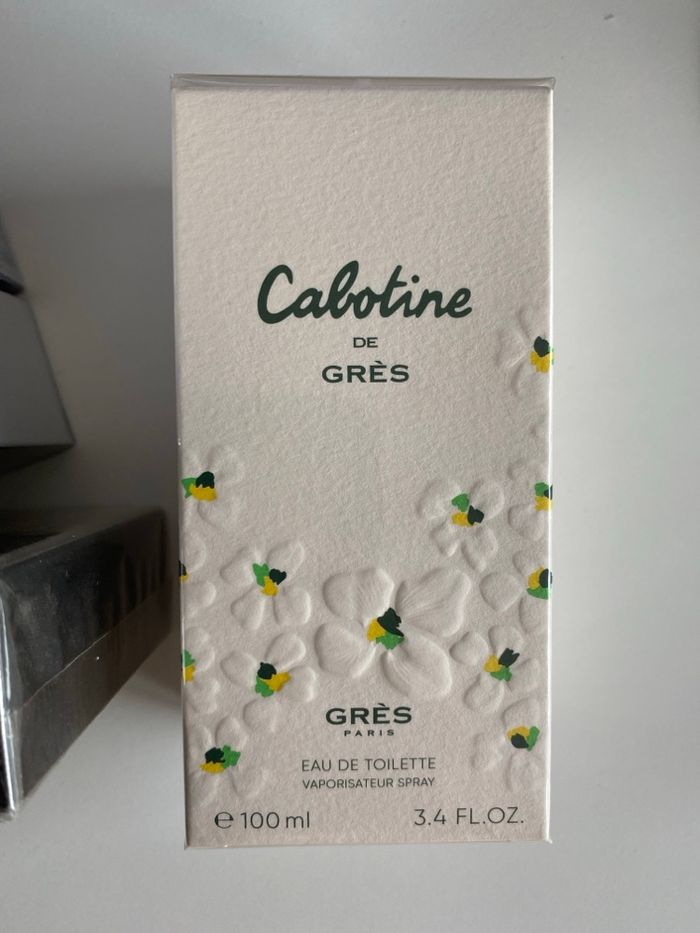 Cabotine
DE
GRÈS
GRÈS
PARIS
EAU DE TOILETTE
VAPORISATEUR SPRAY
℮ 100 ml 3.4 FL.OZ.